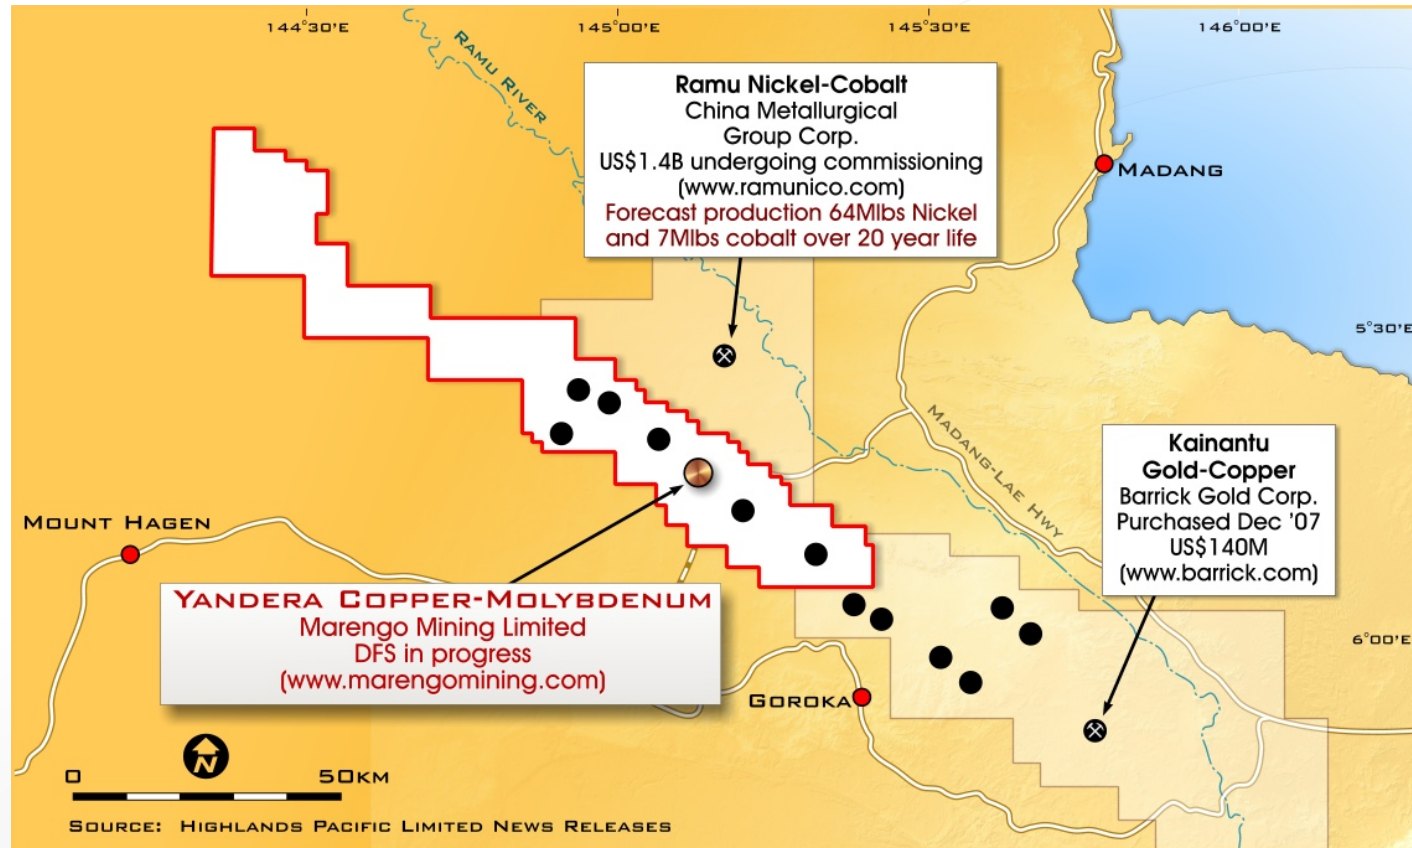 144°30'E
145°00'E
145°30'E
146°00'E
RAMU RIVER
Ramu Nickel-Cobalt
China Metallurgical
Group Corp.
US$1.4B undergoing commissioning
(www.ramunico.com)
Forecast production 64Mlbs Nickel
and 7Mlbs cobalt over 20 year life
MADANG
5°30'E
MADANG-LAE HWY
Kainantu
Gold-Copper
Barrick Gold Corp.
Purchased Dec '07
US$140M
(www.barrick.com)
MOUNT HAGEN
YANDERA COPPER-MOLYBDENUM
Marengo Mining Limited
DFS in progress
(www.marengomining.com)
6°00'E
GOROKA
N
0
50KM
SOURCE: HIGHLANDS PACIFIC LIMITED NEWS RELEASES